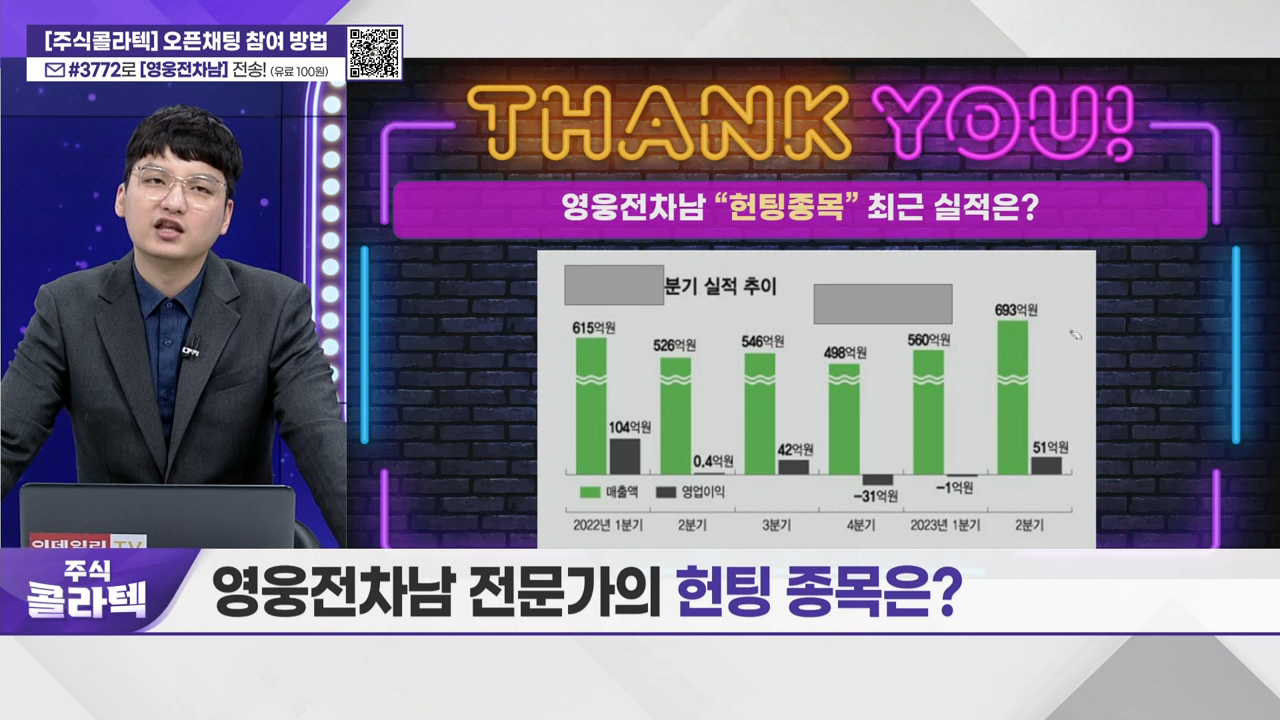 [주식콜라텍] 오픈채팅 참여 방법
#3772로 [영웅전차남] 전송! (유료 100원)
THANK YOU!
영웅전차남 “헌팅종목” 최근 실적은?
분기 실적 추이
615억원
526억원
546억원
498억원
560억원
693억원
104억원
0.4억원
42억원
-31억원
-1억원
51억원
매출액
영업이익
2022년 1분기
2분기
3분기
4분기
2023년 1분기
2분기
이데일리 TV
주식
콜라텍
영웅전차남 전문가의 헌팅 종목은?